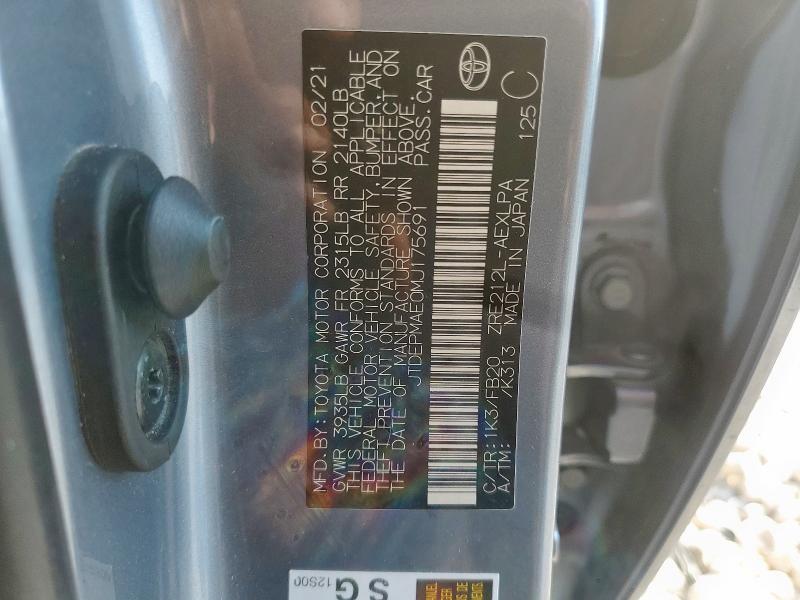 MFD. BY: TOYOTA MOTOR CORPORATION 02/21
GVWR 3935LB GAWR FR 2315LB RR 2140LB
THIS VEHICLE CONFORMS TO ALL APPLICABLE
FEDERAL MOTOR VEHICLE SAFETY, BUMPER, AND
THEFT PREVENTION STANDARDS IN EFFECT ON
THE DATE OF MANUFACTURE SHOWN ABOVE.
JTDEPMAE0MJ175691 PASS. CAR
C/TR: 1K3/FB20 ZRE212L-AEXLPA
A/TM: /K313 MADE IN JAPAN 125 C
SG